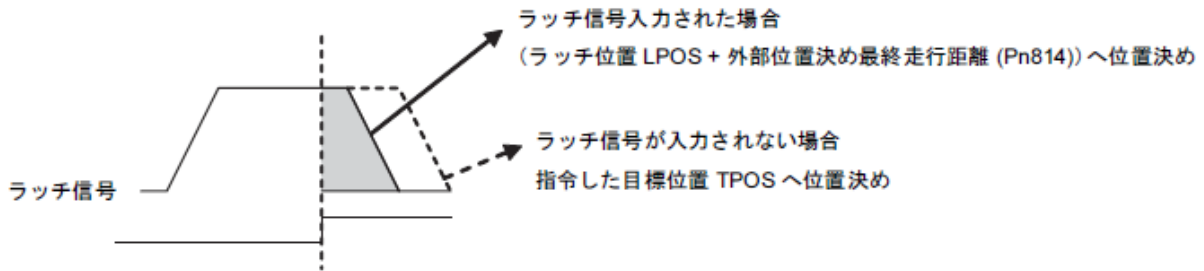 ラッチ信号入力された場合
(ラッチ位置 LPOS + 外部位置決め最終走行距離 (Pn814)) へ位置決め
ラッチ信号が入力されない場合
指令した目標位置 TPOS へ位置決め
ラッチ信号